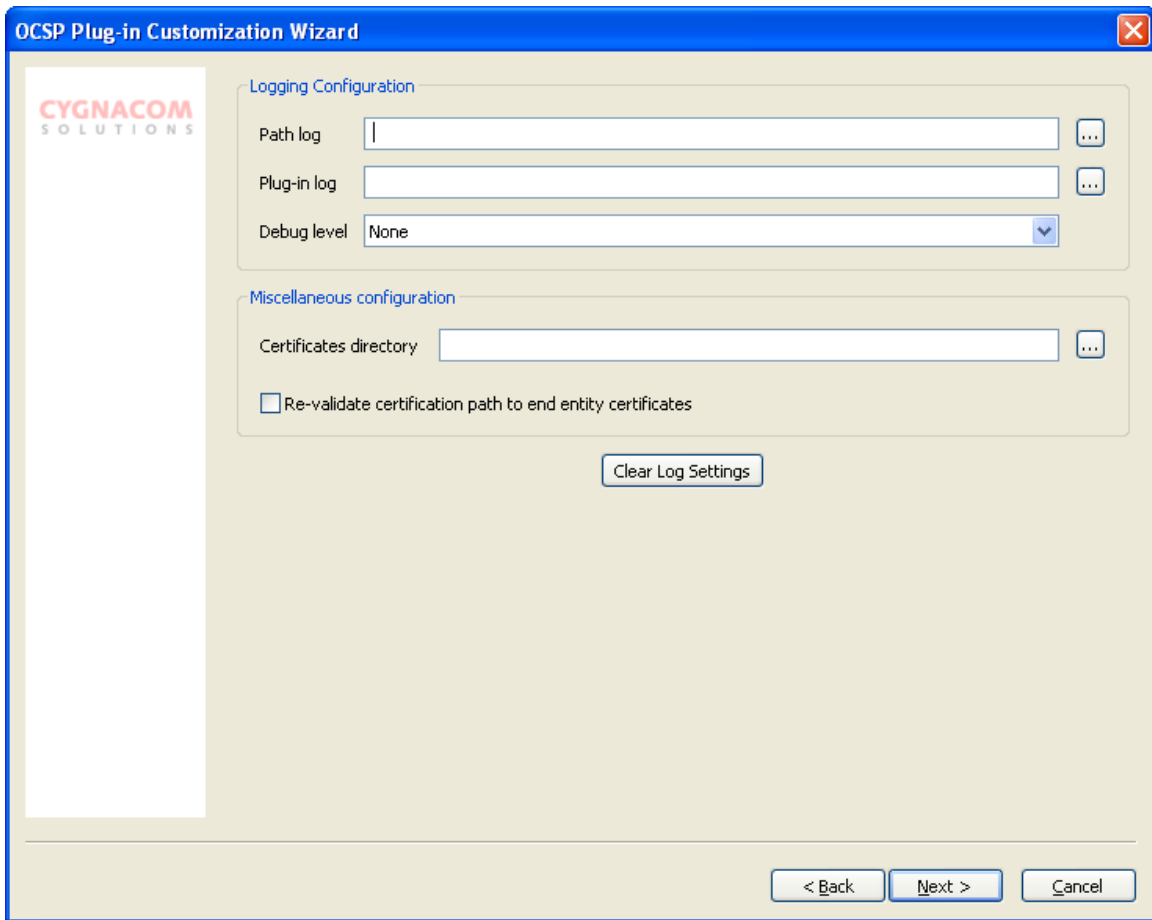 OCSP Plug-in Customization Wizard
CYGNACOM
SOLUTIONS
Logging Configuration
Path log
...
Plug-in log
...
Debug level None
Miscellaneous configuration
Certificates directory
...
Re-validate certification path to end entity certificates
Clear Log Settings
< Back Next > Cancel